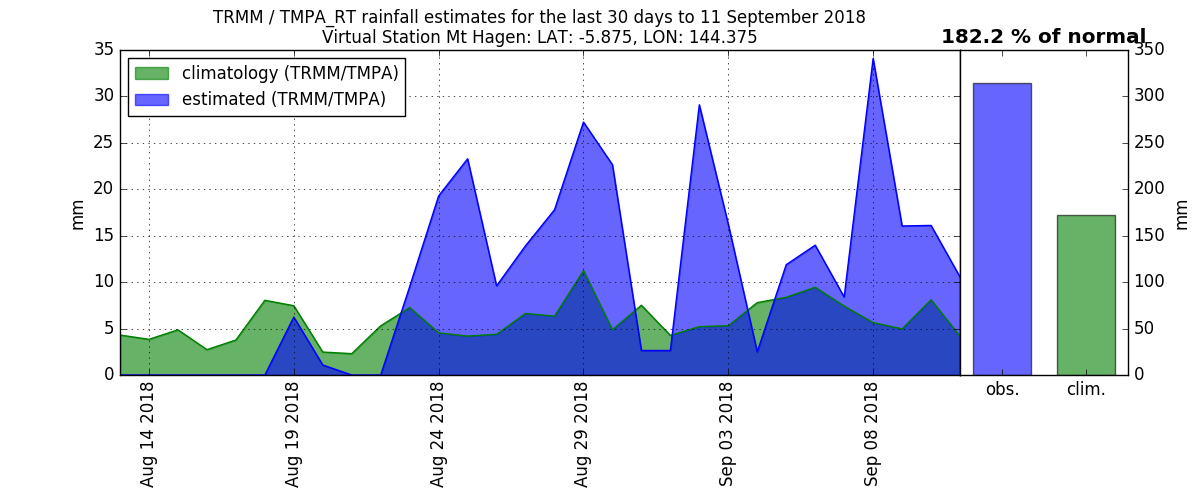 TRMM / TMPA_RT rainfall estimates for the last 30 days to 11 September 2018
Virtual Station Mt Hagen: LAT: -5.875, LON: 144.375
182.2 % of normal
climatology (TRMM/TMPA)
estimated (TRMM/TMPA)
35
30
25
20
15
10
5
0
mm
Aug 14 2018
Aug 19 2018
Aug 24 2018
Aug 29 2018
Sep 03 2018
Sep 08 2018
350
300
250
200
150
100
50
0
mm
obs.
clim.